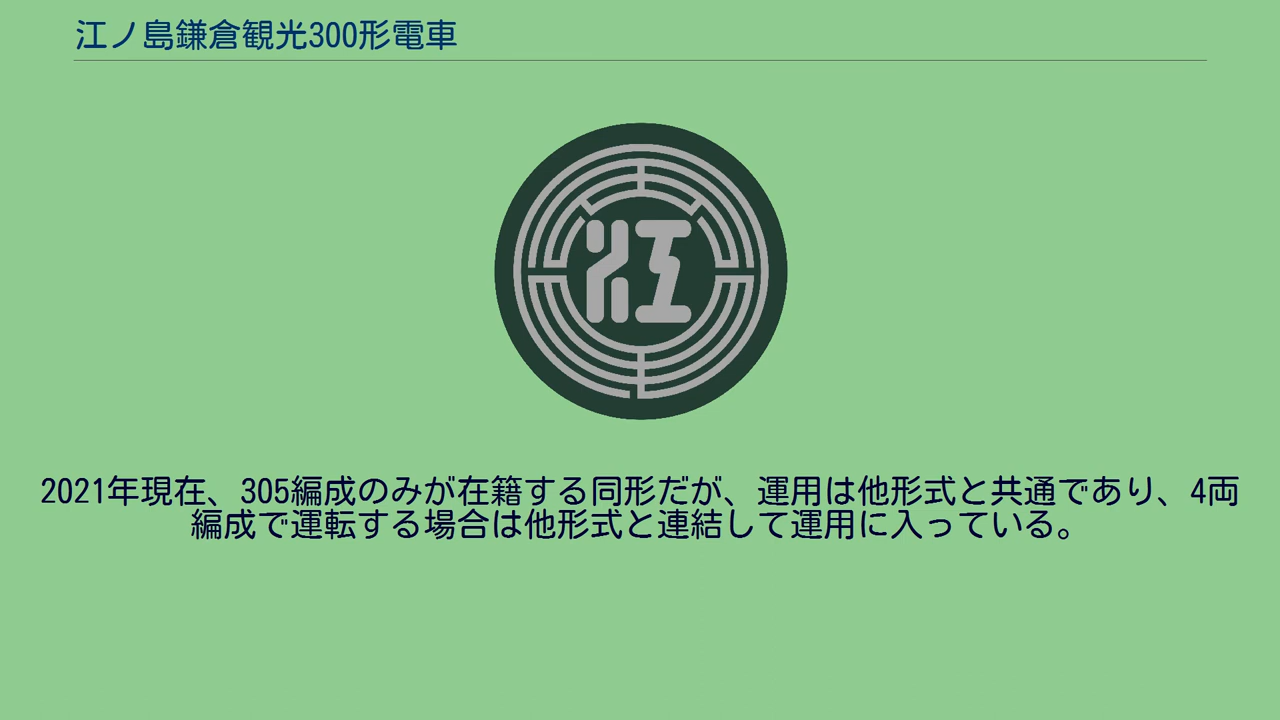 江ノ島鎌倉観光300形電車
江
2021年現在、305編成のみが在籍する同形だが、運用は他形式と共通であり、4両
編成で運転する場合は他形式と連結して運用に入っている。